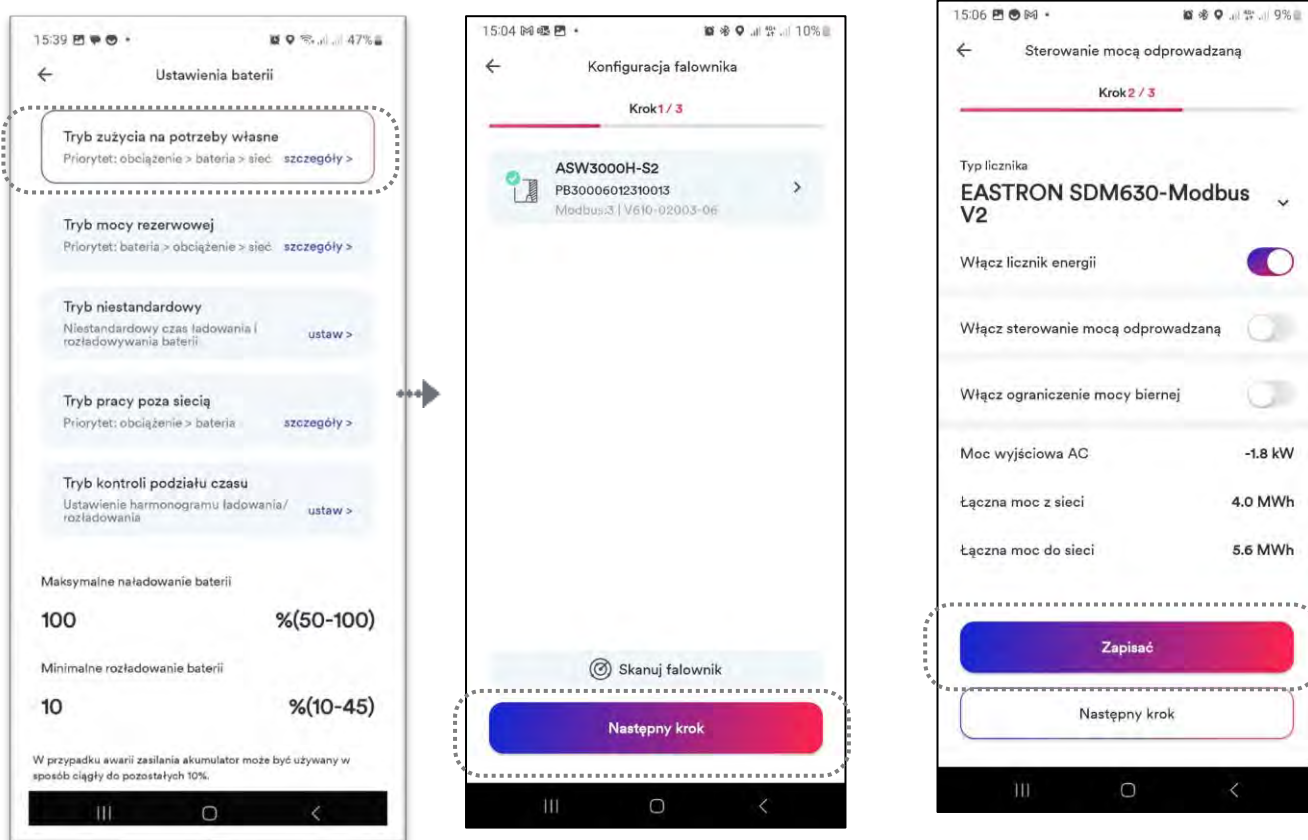 15:39
47%
Ustawienia baterii
Tryb zużycia na potrzeby własne
Priorytet: obciążenie > bateria > sieć szczegóły >
Tryb mocy rezerwowej
Priorytet: bateria > obciążenie > sieć szczegóły >
Tryb niestandardowy
Niestandardowy czas ładowania i
rozładowywania baterii
ustaw >
Tryb pracy poza siecią
Priorytet: obciążenie > bateria szczegóły >
Tryb kontroli podziału czasu
Ustawienie harmonogramu ładowania/
rozładowania
ustaw >
Maksymalne naładowanie baterii
100 %(50-100)
Minimalne rozładowanie baterii
10 %(10-45)
W przypadku awarii zasilania akumulator może być używany w
sposób ciągły do pozostałych 10%.
15:04
10%
Konfiguracja falownika
Krok1/ 3
ASW3000H-S2
PB30006012310013
Modbus:3 | V610-02003-06
Skanuj falownik
Następny krok
15:06
9%
Sterowanie mocą odprowadzaną
Krok2 / 3
Typ licznika
EASTRON SDM630-Modbus
V2
Włącz licznik energii
Włącz sterowanie mocą odprowadzaną
Włącz ograniczenie mocy biernej
Moc wyjściowa AC -1.8 kW
Łączna moc z sieci 4.0 MWh
Łączna moc do sieci 5.6 MWh
Zapisać
Następny krok